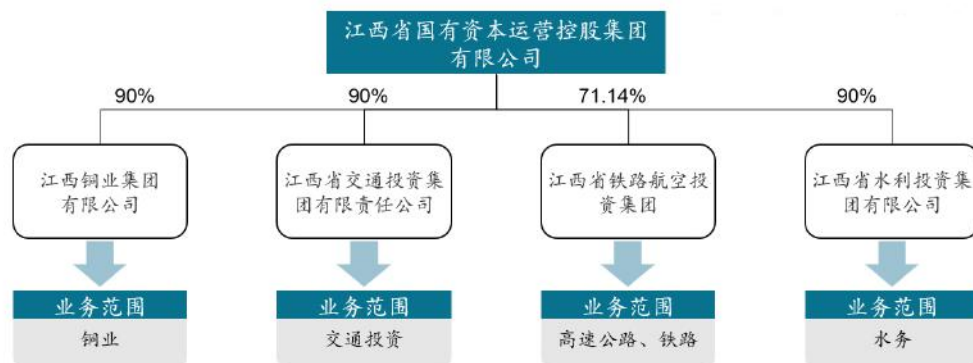 江西省国有资本运营控股集团
有限公司
90%
90%
71.14%
90%
江西铜业集团
有限公司
江西省交通投资集
团有限责任公司
江西省铁路航空投
资集团
江西省水利投资集
团有限公司
业务范围
业务范围
业务范围
业务范围
铜业
交通投资
高速公路、铁路
水务